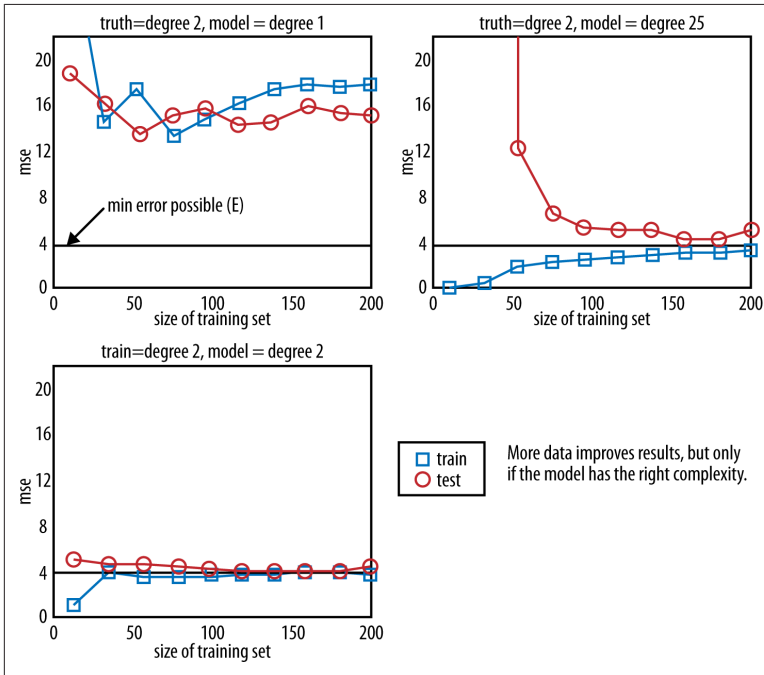 truth=degree 2, model = degree 1
20
16
12
8
4
0
mse
min error possible (E)
0 50 100 150 200
size of training set
truth=dgree 2, model = degree 25
20
16
12
8
4
0
mse
0 50 100 150 200
size of training set
train=degree 2, model = degree 2
20
16
12
8
4
0
mse
0 50 100 150 200
size of training set
train
test
More data improves results, but only
if the model has the right complexity.